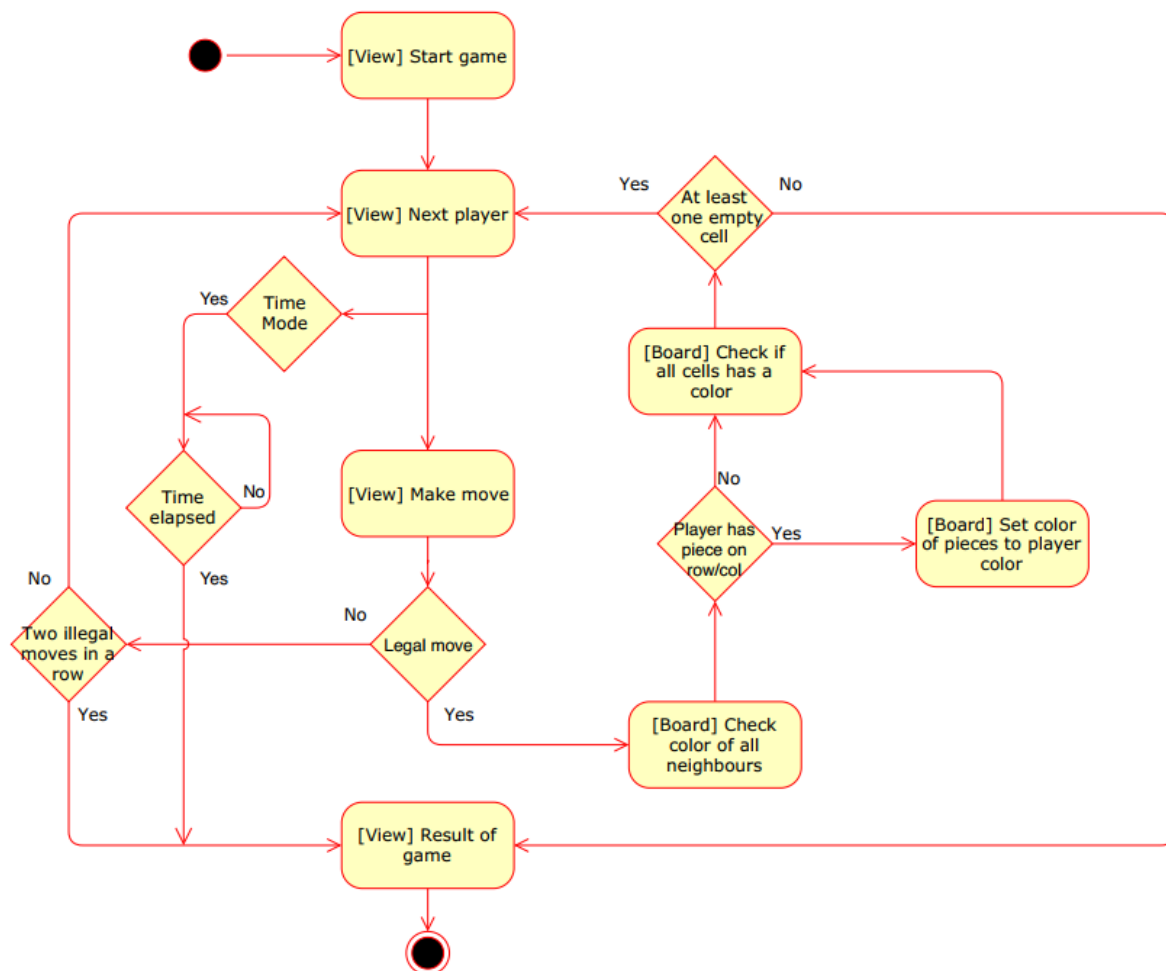 [View] Start game
[View] Next player
Yes
At least
one empty
cell
No
Yes
Time
Mode
[Board] Check if
all cells has a
color
Time
elapsed
No
[View] Make move
No
Player has
piece on
row/col
Yes
[Board] Set color
of pieces to player
color
No
Yes
No
Two illegal
moves in a
row
Legal move
Yes
Yes
[Board] Check
color of all
neighbours
[View] Result of
game